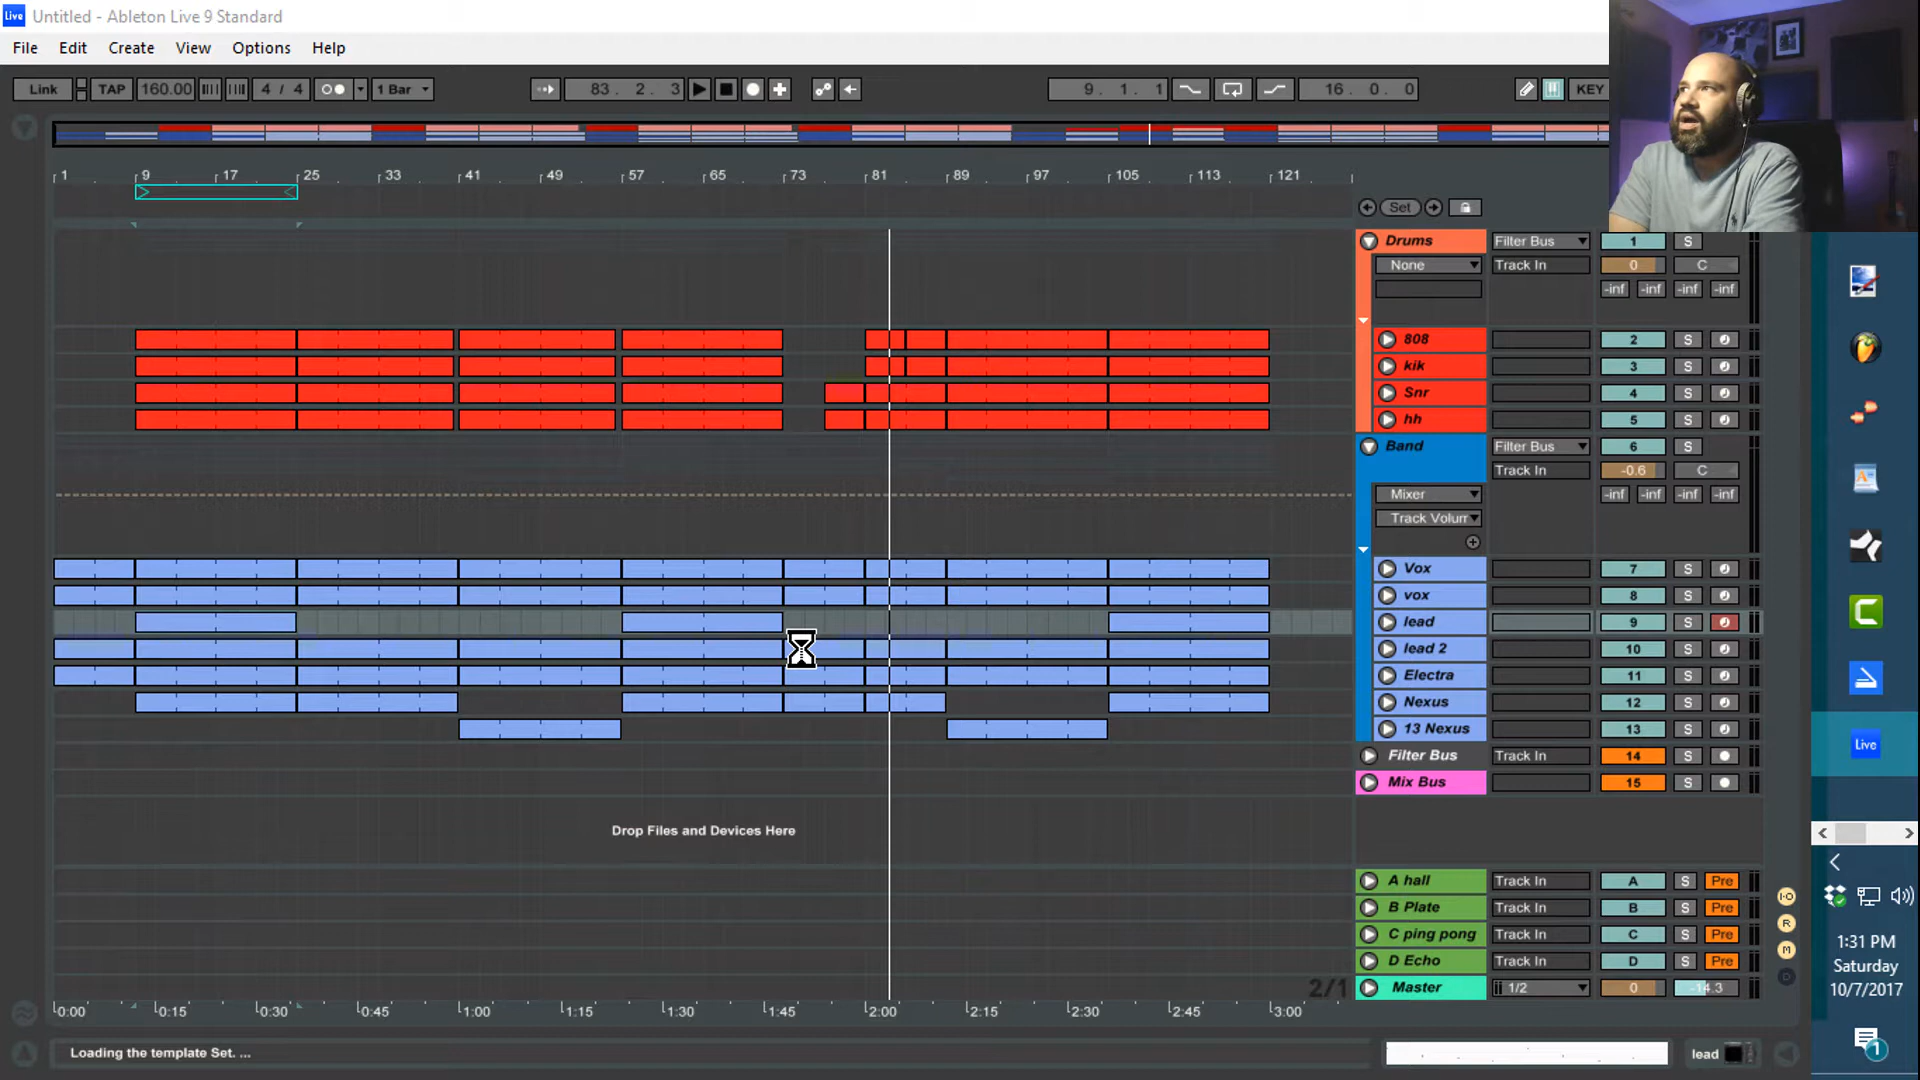 Live Untitled - Ableton Live 9 Standard
File Edit Create View Options Help
Link TAP 160.00 4 / 4 1 Bar 83. 2. 3 9. 1. 1 16. 0. 0 KEY
1 9 17 25 33 41 49 57 65 73 81 89 97 105 113 121
Set
Drums Filter Bus 1 S
None Track In 0 C
-inf -inf -inf -inf
808 2 S
kik 3 S
Snr 4 S
hh 5 S
Band Filter Bus 6 S
Track In -0.6 C
Mixer -inf -inf -inf -inf
Track Volum
Vox 7 S
vox 8 S
lead 9 S
lead 2 10 S
Electra 11 S
Nexus 12 S
13 Nexus 13 S
Filter Bus Track In 14 S
Live
Mix Bus 15 S
Drop Files and Devices Here
A hall Track In A S Pre
B Plate Track In B S Pre
C ping pong Track In C S Pre
D Echo Track In D S Pre
Master 1/2 0 -14.3
I-O
R
M
D
1:31 PM
Saturday
10/7/2017
2/1
0:00 0:15 0:30 0:45 1:00 1:15 1:30 1:45 2:00 2:15 2:30 2:45 3:00
Loading the template Set. ... lead
1